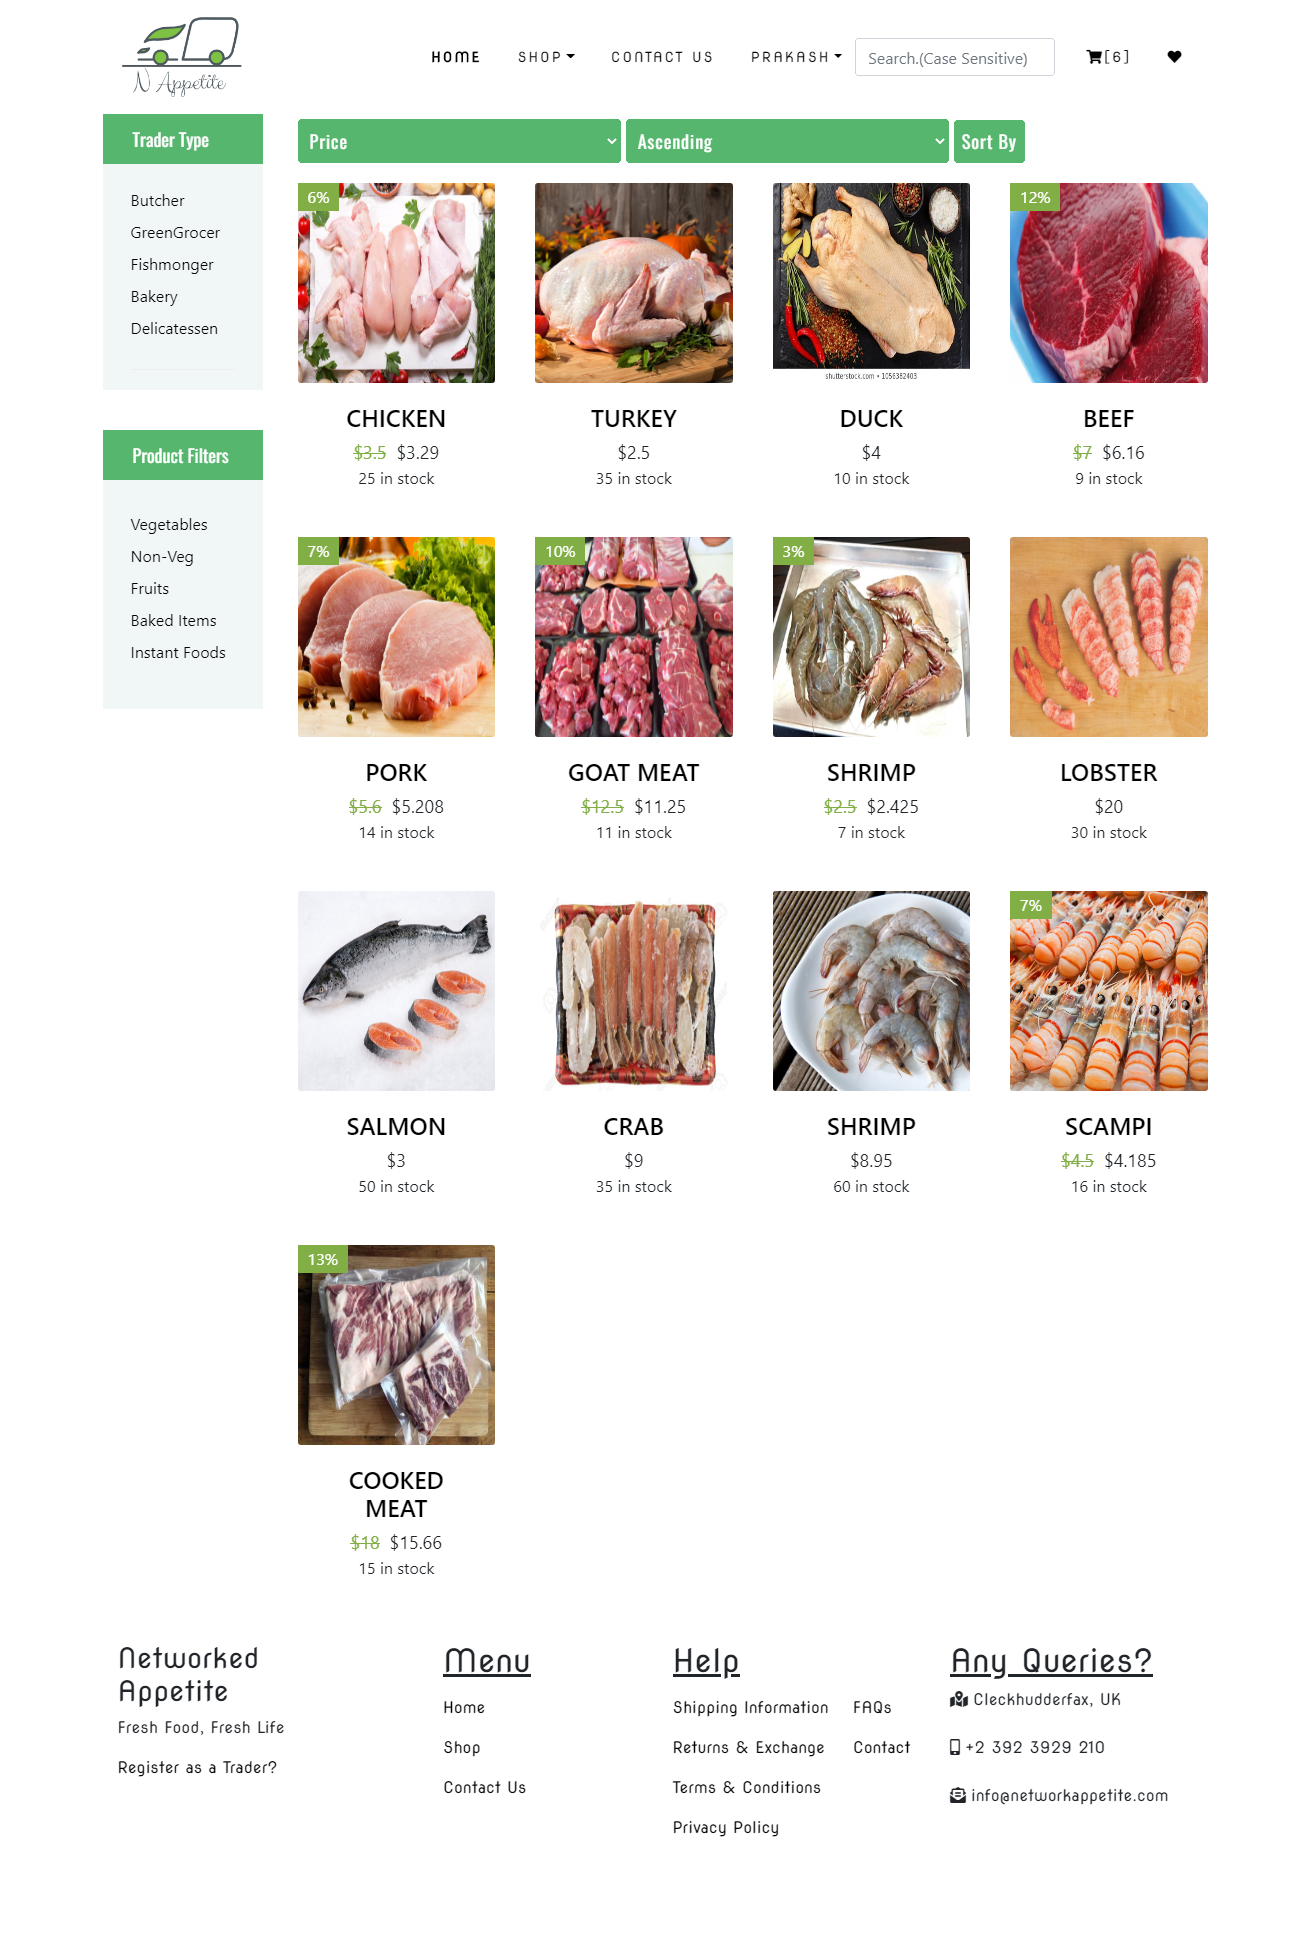 N Appetite
HOME
SHOP
CONTACT US
PRAKASH
Search.(Case Sensitive)
[6]
Trader Type
Butcher
GreenGrocer
Fishmonger
Bakery
Delicatessen
Product Filters
Vegetables
Non-Veg
Fruits
Baked Items
Instant Foods
Price
Ascending
Sort By
6%
12%
shutterstock.com • 1056382403
CHICKEN
$3.5 $3.29
25 in stock
TURKEY
$2.5
35 in stock
DUCK
$4
10 in stock
BEEF
$7 $6.16
9 in stock
7%
10%
3%
PORK
$5.6 $5.208
14 in stock
GOAT MEAT
$12.5 $11.25
11 in stock
SHRIMP
$2.5 $2.425
7 in stock
LOBSTER
$20
30 in stock
7%
SALMON
$3
50 in stock
CRAB
$9
35 in stock
SHRIMP
$8.95
60 in stock
SCAMPI
$4.5 $4.185
16 in stock
13%
COOKED
MEAT
$18 $15.66
15 in stock
Networked
Appetite
Fresh Food, Fresh Life
Register as a Trader?
Menu
Home
Shop
Contact Us
Help
Shipping Information
Returns & Exchange
Terms & Conditions
Privacy Policy
FAQs
Contact
Any Queries?
Cleckhudderfax, UK
+2 392 3929 210
info@networkappetite.com